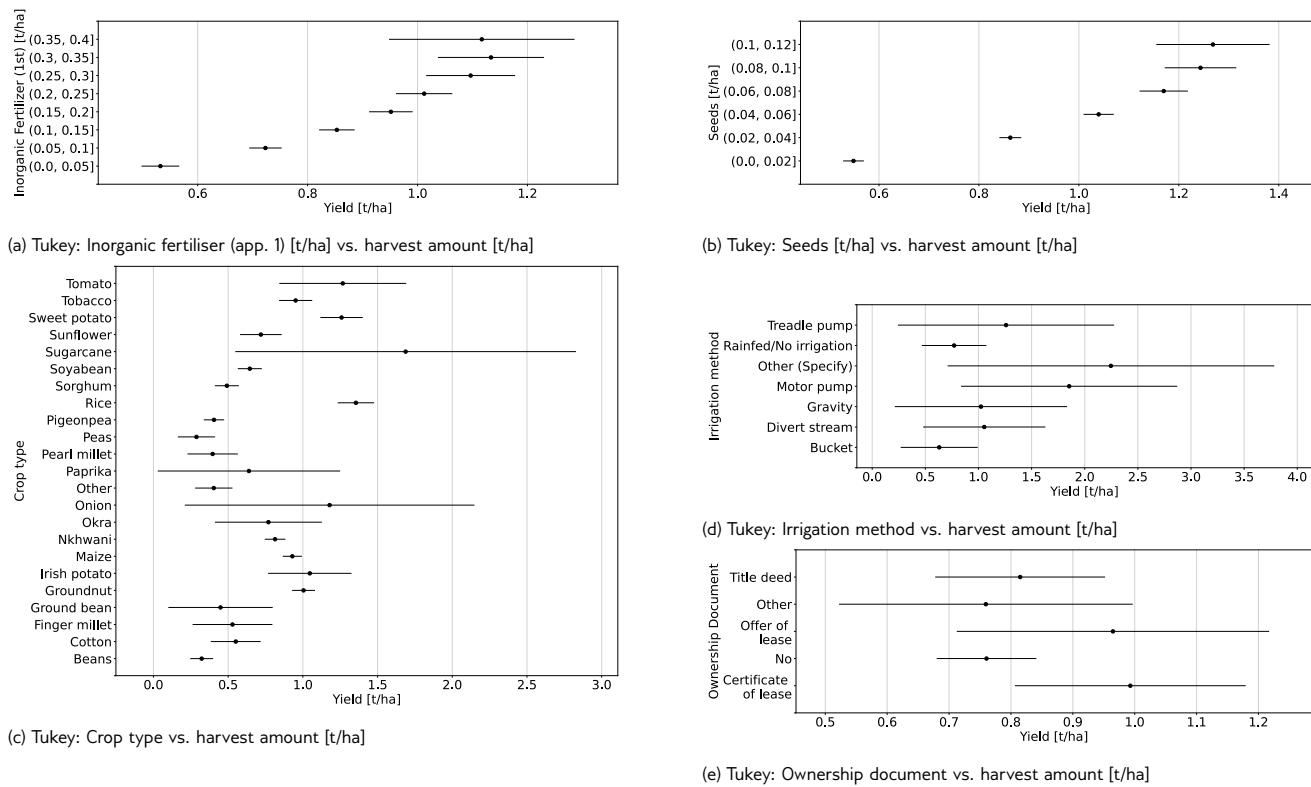 Inorganic Fertilizer (1st) [t/ha]
(0.35, 0.4]
(0.3, 0.35]
(0.25, 0.3]
(0.2, 0.25]
(0.15, 0.2]
(0.1, 0.15]
(0.05, 0.1]
(0.0, 0.05]
0.6 0.8 1.0 1.2
Yield [t/ha]
(a) Tukey: Inorganic fertiliser (app. 1) [t/ha] vs. harvest amount [t/ha]
Seeds [t/ha]
(0.1, 0.12]
(0.08, 0.1]
(0.06, 0.08]
(0.04, 0.06]
(0.02, 0.04]
(0.0, 0.02]
0.6 0.8 1.0 1.2 1.4
Yield [t/ha]
(b) Tukey: Seeds [t/ha] vs. harvest amount [t/ha]
Crop type
Tomato
Tobacco
Sweet potato
Sunflower
Sugarcane
Soyabean
Sorghum
Rice
Pigeonpea
Peas
Pearl millet
Paprika
Other
Onion
Okra
Nkhwani
Maize
Irish potato
Groundnut
Ground bean
Finger millet
Cotton
Beans
0.0 0.5 1.0 1.5 2.0 2.5 3.0
Yield [t/ha]
(c) Tukey: Crop type vs. harvest amount [t/ha]
Irrigation method
Treadle pump
Rainfed/No irrigation
Other (Specify)
Motor pump
Gravity
Divert stream
Bucket
0.0 0.5 1.0 1.5 2.0 2.5 3.0 3.5 4.0
Yield [t/ha]
(d) Tukey: Irrigation method vs. harvest amount [t/ha]
Ownership Document
Title deed
Other
Offer of
lease
No
Certificate
of lease
0.5 0.6 0.7 0.8 0.9 1.0 1.1 1.2
Yield [t/ha]
(e) Tukey: Ownership document vs. harvest amount [t/ha]